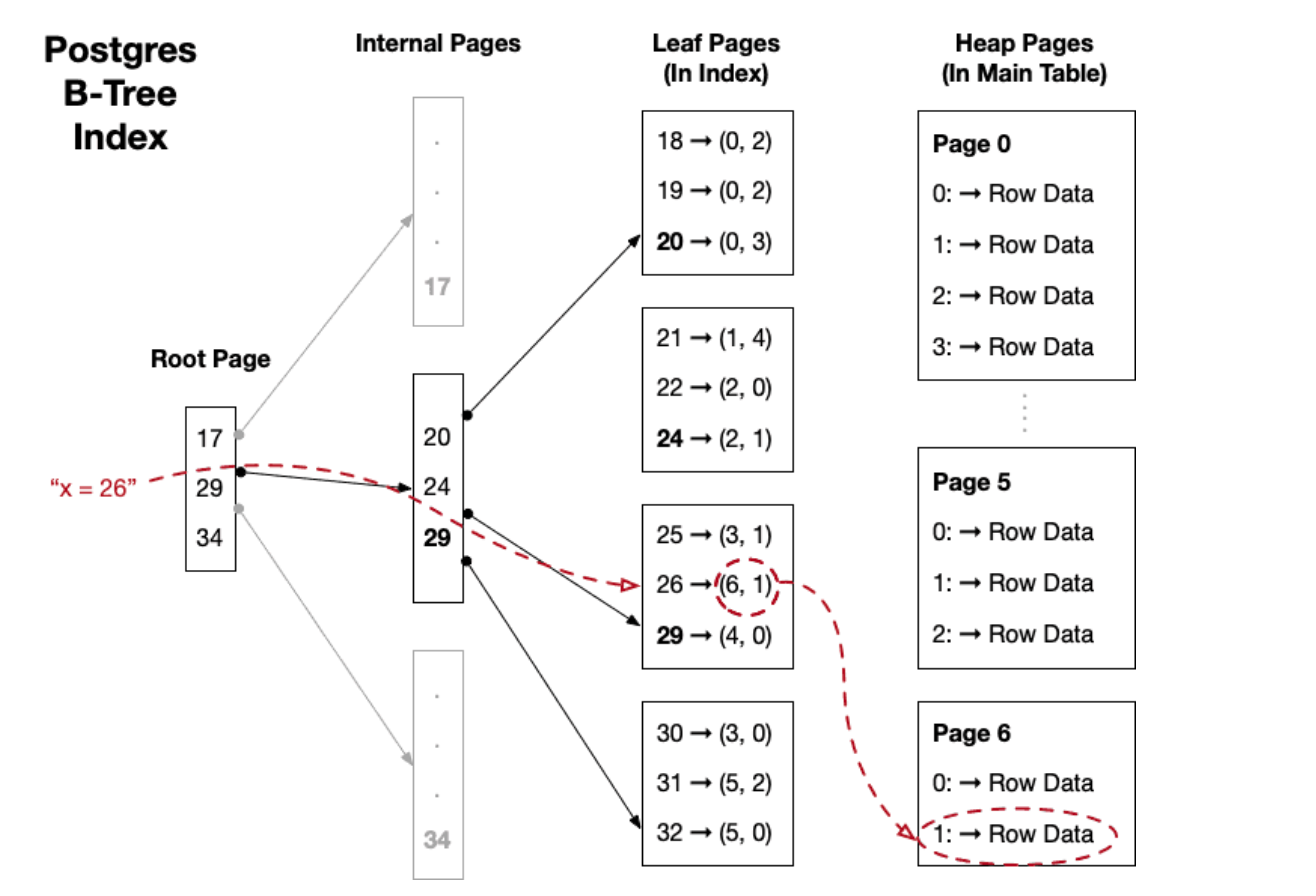 Postgres
B-Tree
Index
Internal Pages
Leaf Pages
(In Index)
Heap Pages
(In Main Table)
Root Page
“x = 26”
17
29
34
.
.
.
17
20
24
29
.
.
.
34
18 → (0, 2)
19 → (0, 2)
20 → (0, 3)
21 → (1, 4)
22 → (2, 0)
24 → (2, 1)
25 → (3, 1)
26 → (6, 1)
29 → (4, 0)
30 → (3, 0)
31 → (5, 2)
32 → (5, 0)
Page 0
0: → Row Data
1: → Row Data
2: → Row Data
3: → Row Data
Page 5
0: → Row Data
1: → Row Data
2: → Row Data
Page 6
0: → Row Data
1: → Row Data